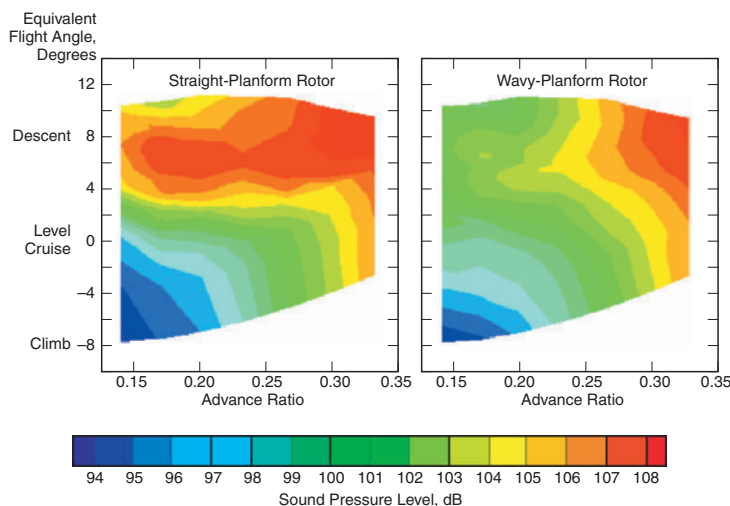 Equivalent
Flight Angle,
Degrees
Straight-Planform Rotor
Wavy-Planform Rotor
12
Descent 8
4
Level
Cruise 0
−4
Climb −8
0.15 0.20 0.25 0.30 0.35
Advance Ratio
0.15 0.20 0.25 0.30 0.35
Advance Ratio
94 95 96 97 98 99 100 101 102 103 104 105 106 107 108
Sound Pressure Level, dB